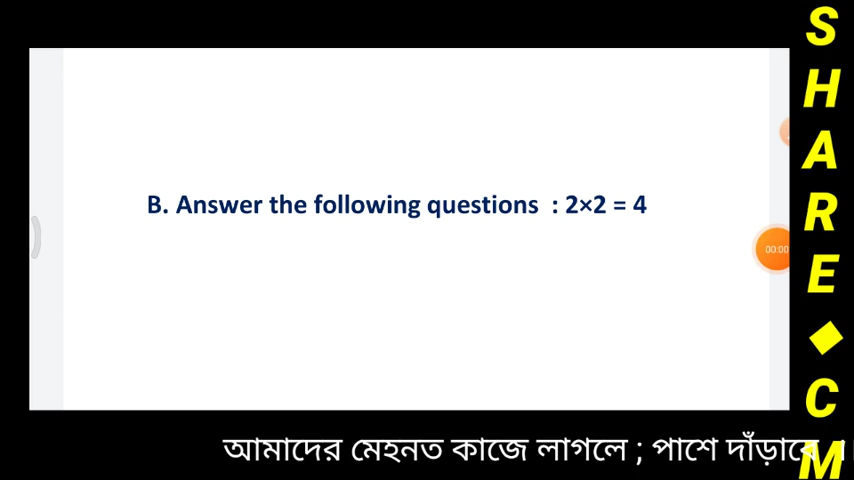 B. Answer the following questions : 2×2 = 4
00:00
আমাদের মেহনত কাজে লাগলে ; পাশে দাঁড়াবে ।
SHARE◆CM